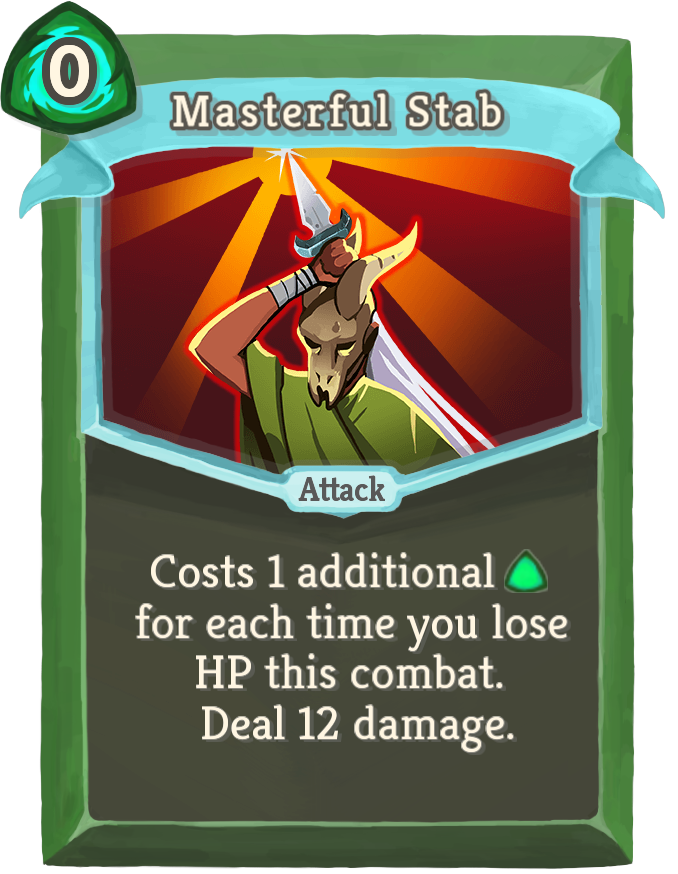 0
Masterful Stab
Attack
Costs 1 additional
for each time you lose
HP this combat.
Deal 12 damage.